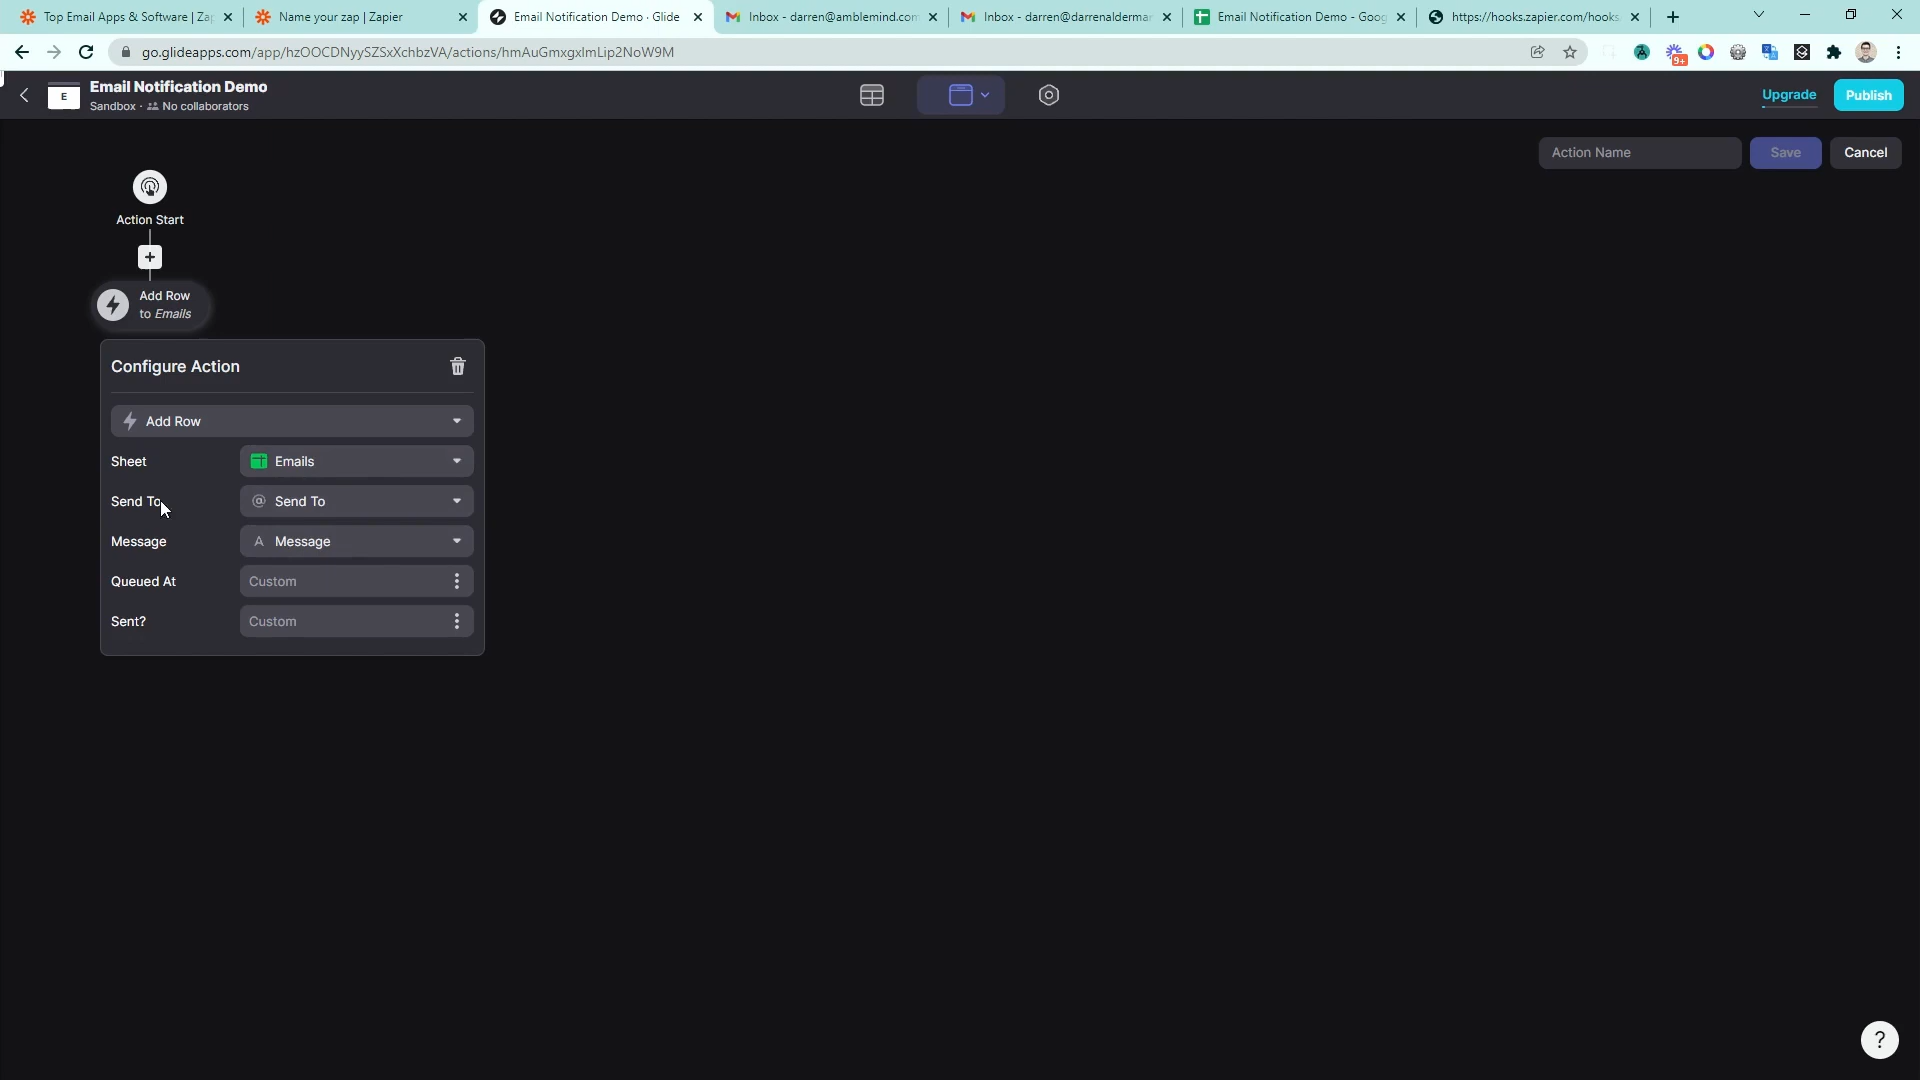 Top Email Apps & Software | Za
Name your zap | Zapier
Email Notification Demo · Glide
Inbox - darren@amblemind.com
Inbox - darren@darrenalderma
Email Notification Demo - Goog
https://hooks.zapier.com/hooks
go.glideapps.com/app/hzOOCDNyySZSxXchbzVA/actions/hmAuGmxgxImLip2NoW9M
9+
E
Email Notification Demo
Sandbox · No collaborators
Upgrade
Publish
Action Name
Save
Cancel
Action Start
Add Row
to Emails
Configure Action
Add Row
Sheet
Emails
Send To
@ Send To
Message
A Message
Queued At
Custom
Sent?
Custom
?